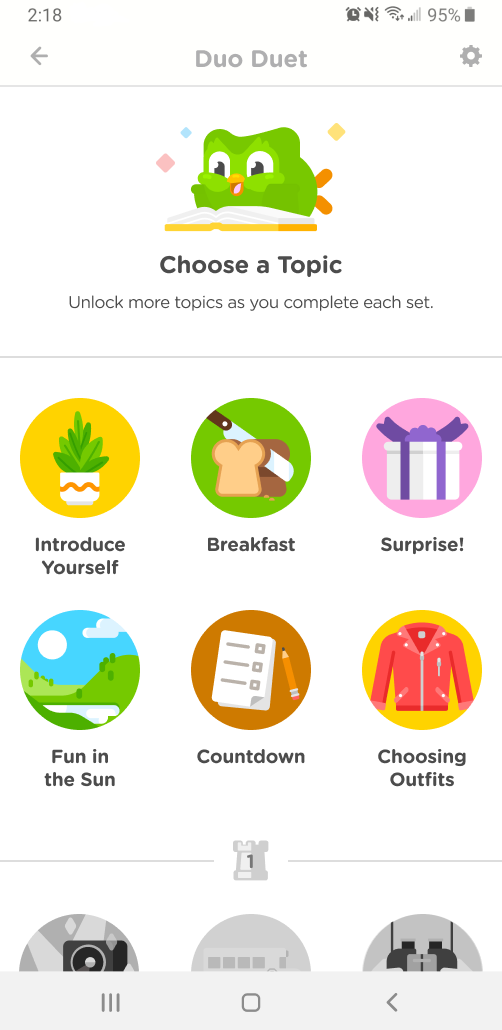 2:18
95%
Duo Duet
Choose a Topic
Unlock more topics as you complete each set.
Introduce
Yourself
Breakfast
Surprise!
Fun in
the Sun
Countdown
Choosing
Outfits
1